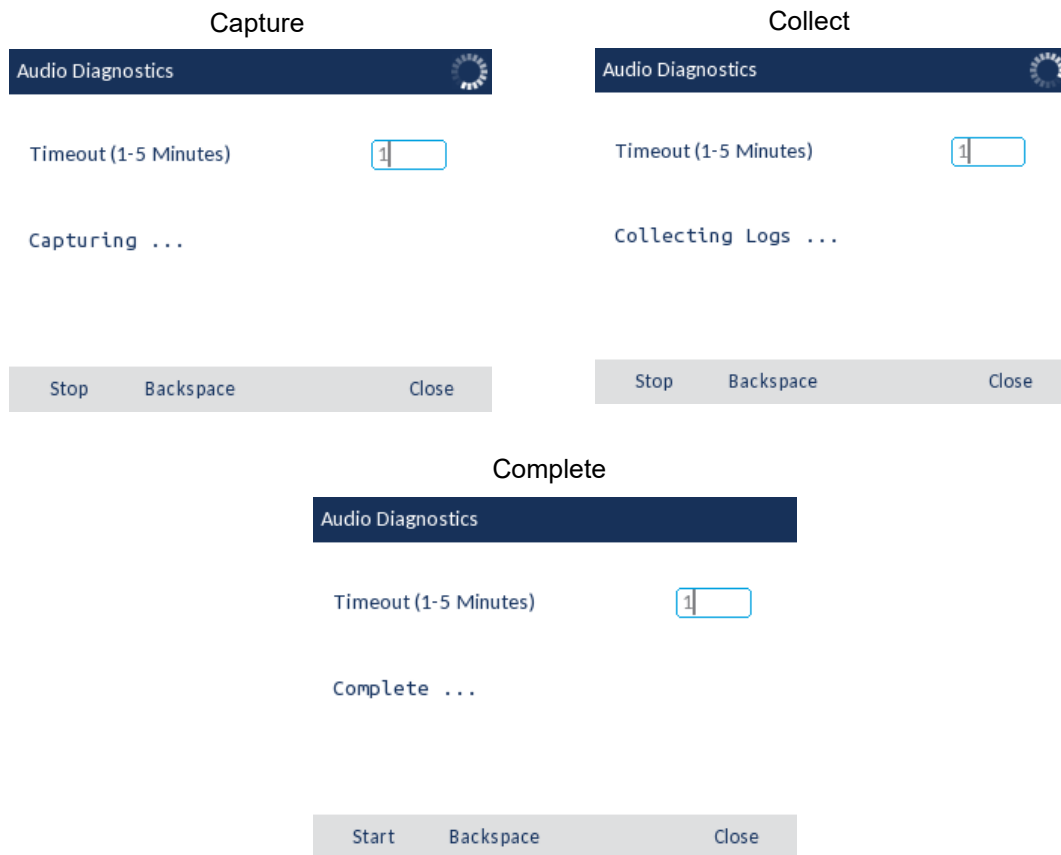 Capture
Audio Diagnostics
Timeout (1-5 Minutes) 1
Capturing ...
Stop Backspace Close
Collect
Audio Diagnostics
Timeout (1-5 Minutes) 1
Collecting Logs ...
Stop Backspace Close
Complete
Audio Diagnostics
Timeout (1-5 Minutes) 1
Complete ...
Start Backspace Close